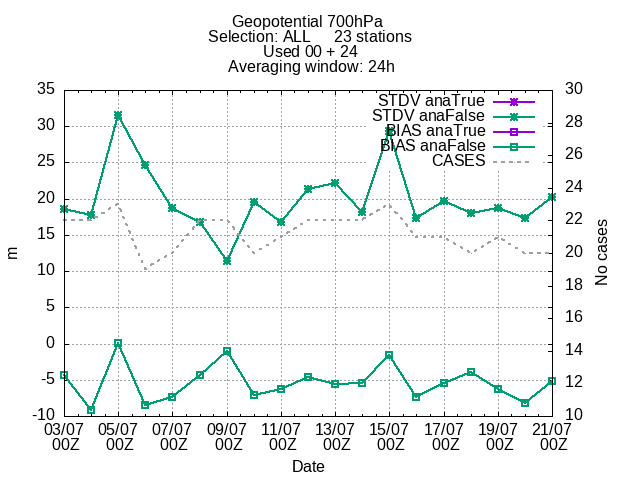 Geopotential 700hPa
Selection: ALL 23 stations
Used 00 + 24
Averaging window: 24h
35
30
25
20
15
10
5
0
-5
-10
m
30
28
26
24
22
20
18
16
14
12
10
No cases
STDV anaTrue
STDV anaFalse
BIAS anaTrue
BIAS anaFalse
CASES
03/07 05/07 07/07 09/07 11/07 13/07 15/07 17/07 19/07 21/07
00Z 00Z 00Z 00Z 00Z 00Z 00Z 00Z 00Z 00Z
Date